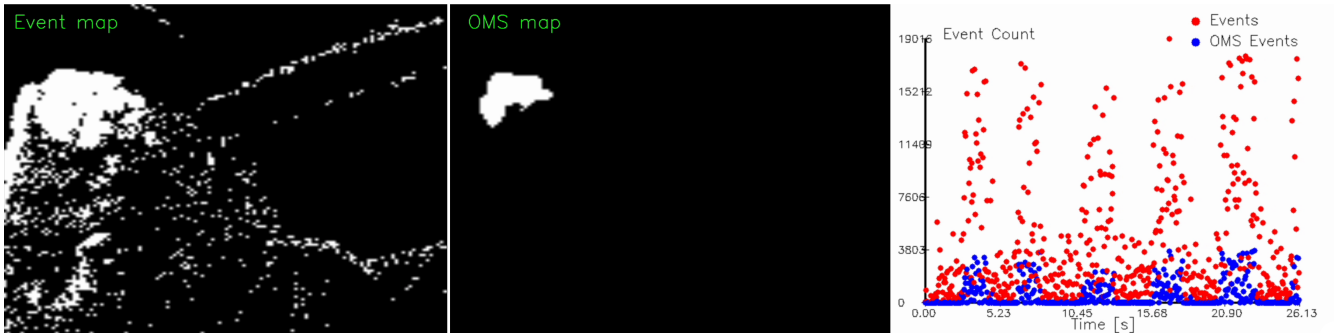 Event map
OMS map
Events
OMS Events
Event Count
19015
15212
11409
7606
3803
0
0.00 5.23 10.45 15.68 20.90 26.13
Time [s]